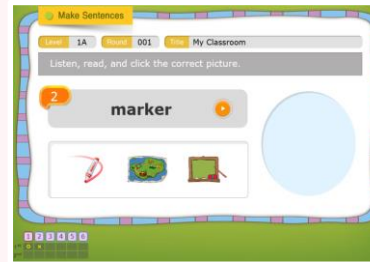 Make Sentences
Level 1A Round 001 Title My Classroom
Listen, read, and click the correct picture.
2
marker
1 2 3 4 5 6